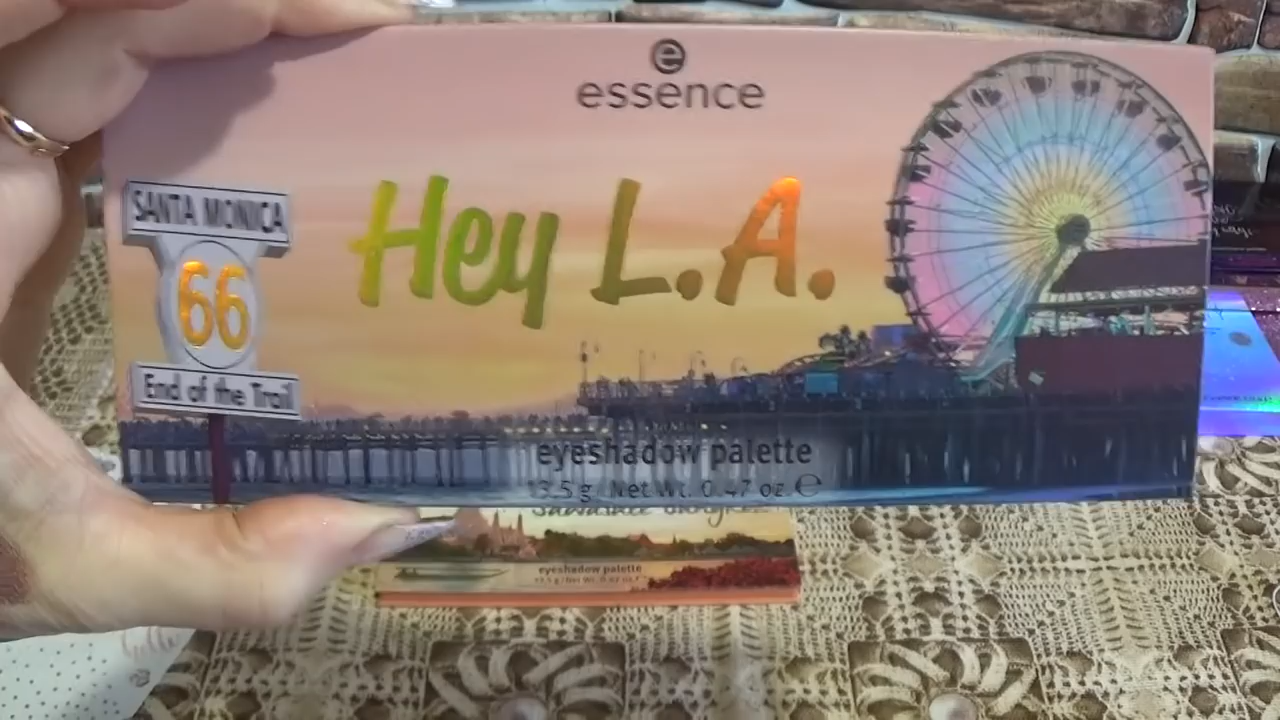 e
essence
SANTA MONICA
66
End of the Trail
Hey L.A.
eyeshadow palette
13.5 g / Net Wt. 0.47 oz. ℮
eyeshadow palette
Hello